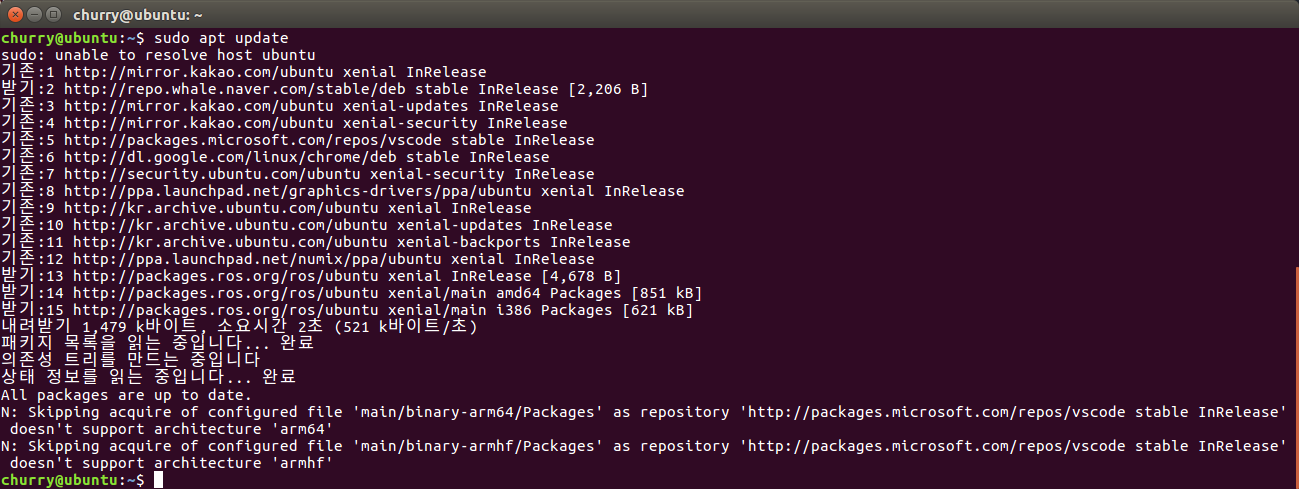 churry@ubuntu: ~
churry@ubuntu:~$ sudo apt update
sudo: unable to resolve host ubuntu
기존:1 http://mirror.kakao.com/ubuntu xenial InRelease
받기:2 http://repo.whale.naver.com/stable/deb stable InRelease [2,206 B]
기존:3 http://mirror.kakao.com/ubuntu xenial-updates InRelease
기존:4 http://mirror.kakao.com/ubuntu xenial-security InRelease
기존:5 http://packages.microsoft.com/repos/vscode stable InRelease
기존:6 http://dl.google.com/linux/chrome/deb stable InRelease
기존:7 http://security.ubuntu.com/ubuntu xenial-security InRelease
기존:8 http://ppa.launchpad.net/graphics-drivers/ppa/ubuntu xenial InRelease
기존:9 http://kr.archive.ubuntu.com/ubuntu xenial InRelease
기존:10 http://kr.archive.ubuntu.com/ubuntu xenial-updates InRelease
기존:11 http://kr.archive.ubuntu.com/ubuntu xenial-backports InRelease
기존:12 http://ppa.launchpad.net/numix/ppa/ubuntu xenial InRelease
받기:13 http://packages.ros.org/ros/ubuntu xenial InRelease [4,678 B]
받기:14 http://packages.ros.org/ros/ubuntu xenial/main amd64 Packages [851 kB]
받기:15 http://packages.ros.org/ros/ubuntu xenial/main i386 Packages [621 kB]
내려받기 1,479 k바이트, 소요시간 2초 (521 k바이트/초)
패키지 목록을 읽는 중입니다... 완료
의존성 트리를 만드는 중입니다
상태 정보를 읽는 중입니다... 완료
All packages are up to date.
N: Skipping acquire of configured file 'main/binary-arm64/Packages' as repository 'http://packages.microsoft.com/repos/vscode stable InRelease'
doesn't support architecture 'arm64'
N: Skipping acquire of configured file 'main/binary-armhf/Packages' as repository 'http://packages.microsoft.com/repos/vscode stable InRelease'
doesn't support architecture 'armhf'
churry@ubuntu:~$